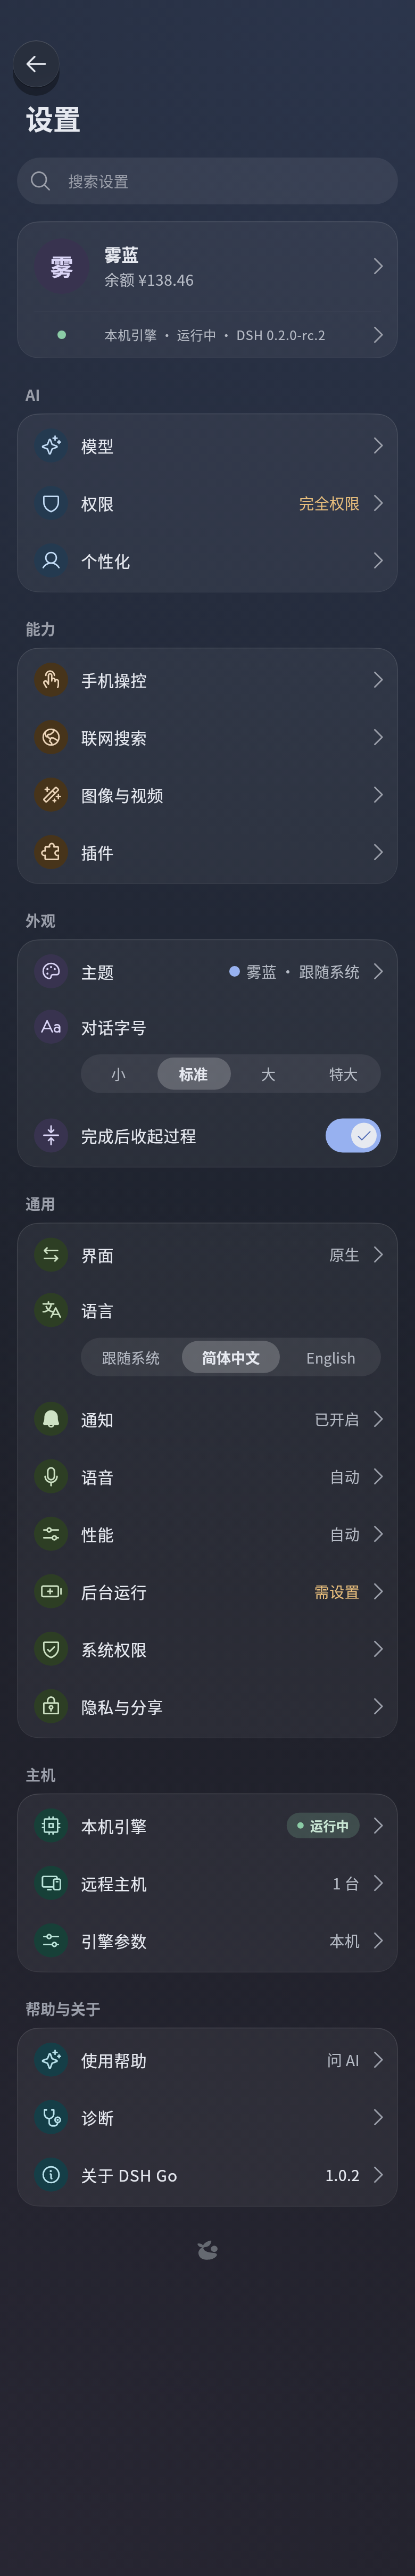 设置
搜索设置
雾
雾蓝
余额 ¥138.46
本机引擎 · 运行中 · DSH 0.2.0-rc.2
AI
模型
权限 完全权限
个性化
能力
手机操控
联网搜索
图像与视频
插件
外观
主题 雾蓝 · 跟随系统
Aa 对话字号
小 标准 大 特大
完成后收起过程
通用
界面 原生
语言
跟随系统 简体中文 English
通知 已开启
语音 自动
性能 自动
后台运行 需设置
系统权限
隐私与分享
主机
本机引擎 运行中
远程主机 1 台
引擎参数 本机
帮助与关于
使用帮助 问 AI
诊断
关于 DSH Go 1.0.2